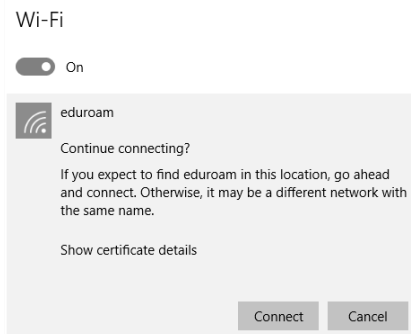 Wi-Fi
On
eduroam
Continue connecting?
If you expect to find eduroam in this location, go ahead
and connect. Otherwise, it may be a different network with
the same name.
Show certificate details
Connect Cancel